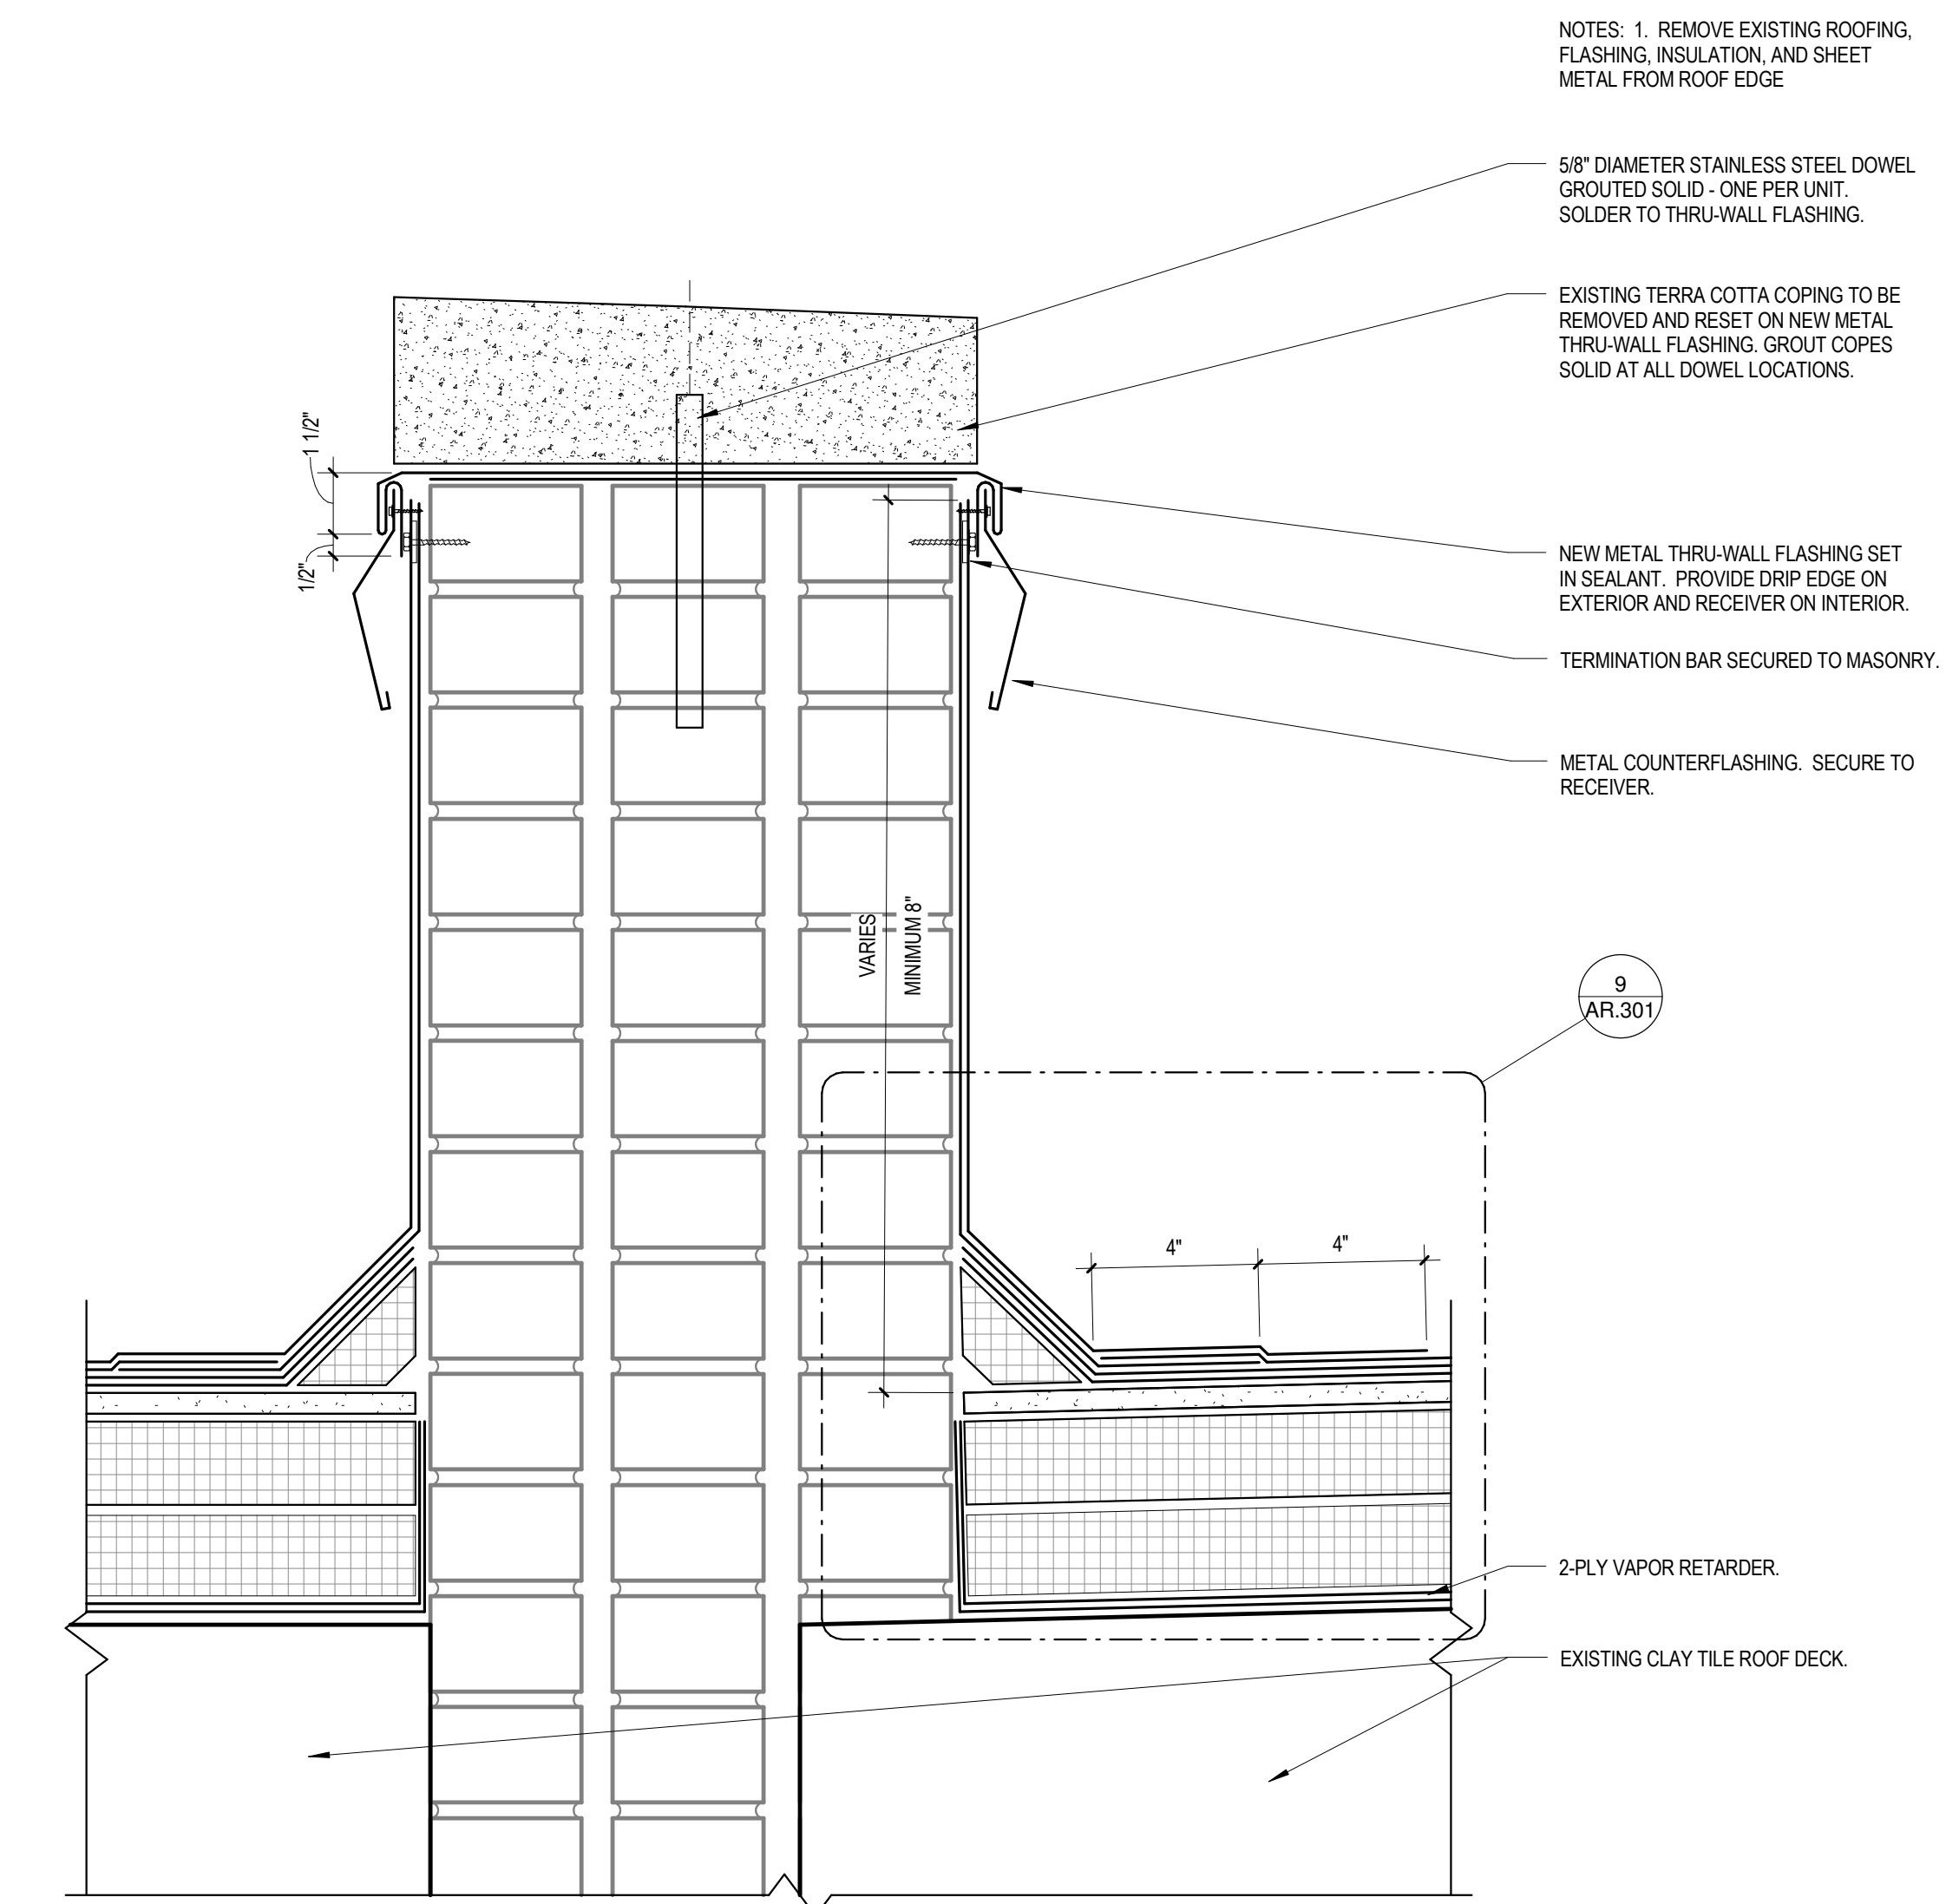 NOTES: 1. REMOVE EXISTING ROOFING,
FLASHING, INSULATION, AND SHEET
METAL FROM ROOF EDGE
5/8" DIAMETER STAINLESS STEEL DOWEL
GROUTED SOLID - ONE PER UNIT.
SOLDER TO THRU-WALL FLASHING.
EXISTING TERRA COTTA COPING TO BE
REMOVED AND RESET ON NEW METAL
THRU-WALL FLASHING. GROUT COPES
SOLID AT ALL DOWEL LOCATIONS.
1 1/2"
1/2"
NEW METAL THRU-WALL FLASHING SET
IN SEALANT. PROVIDE DRIP EDGE ON
EXTERIOR AND RECEIVER ON INTERIOR.
TERMINATION BAR SECURED TO MASONRY.
METAL COUNTERFLASHING. SECURE TO
RECEIVER.
VARIES
MINIMUM 8"
9
AR.301
4"
4"
2-PLY VAPOR RETARDER.
EXISTING CLAY TILE ROOF DECK.